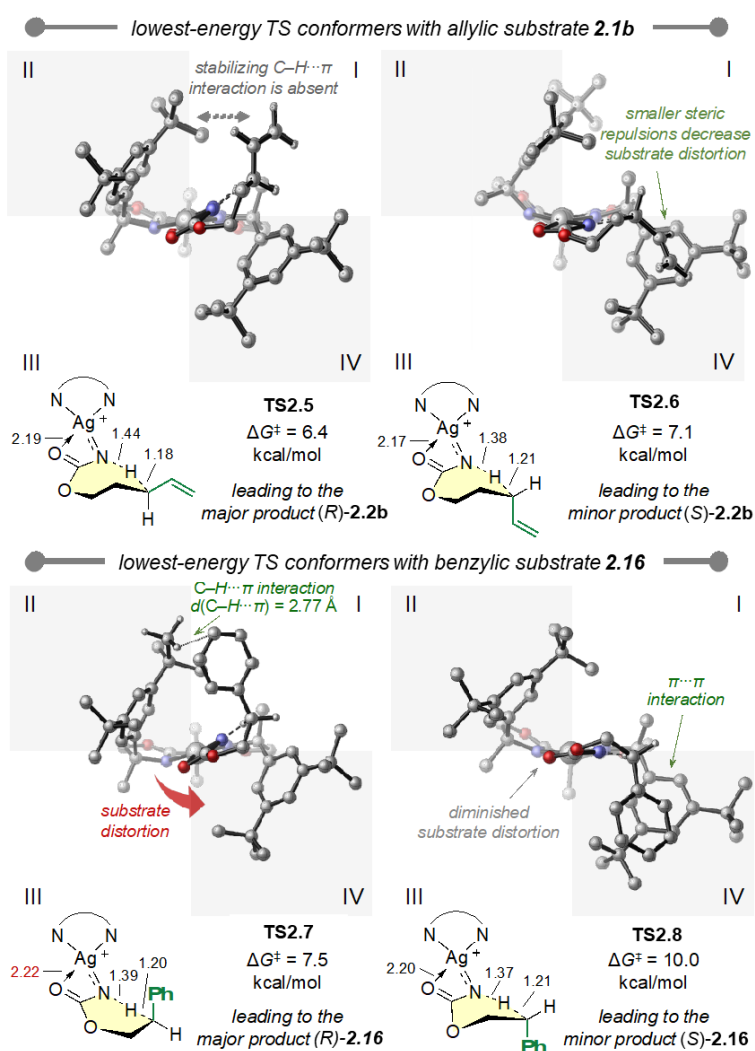 lowest-energy TS conformers with allylic substrate 2.1b
II
stabilizing C–H···π
interaction is absent
I
II
I
smaller steric
repulsions decrease
substrate distortion
III
IV
N
N
Ag
+
2.19
1.44
1.18
O
N
H
O
H
TS2.5
ΔG‡ = 6.4
kcal/mol
leading to the
major product (R)-2.2b
III
IV
N
N
Ag
+
2.17
1.38
1.21
O
N
H
H
O
TS2.6
ΔG‡ = 7.1
kcal/mol
leading to the
minor product (S)-2.2b
lowest-energy TS conformers with benzylic substrate 2.16
II
C–H···π interaction
d(C–H···π) = 2.77 Å
I
substrate
distortion
II
I
π···π
interaction
diminished
substrate distortion
III
IV
N
N
Ag
+
2.22
1.39
1.20
O
N
H
Ph
H
O
TS2.7
ΔG‡ = 7.5
kcal/mol
leading to the
major product (R)-2.16
III
IV
N
N
Ag
+
2.20
1.37
1.21
O
N
H
H
O
Ph
TS2.8
ΔG‡ = 10.0
kcal/mol
leading to the
minor product (S)-2.16